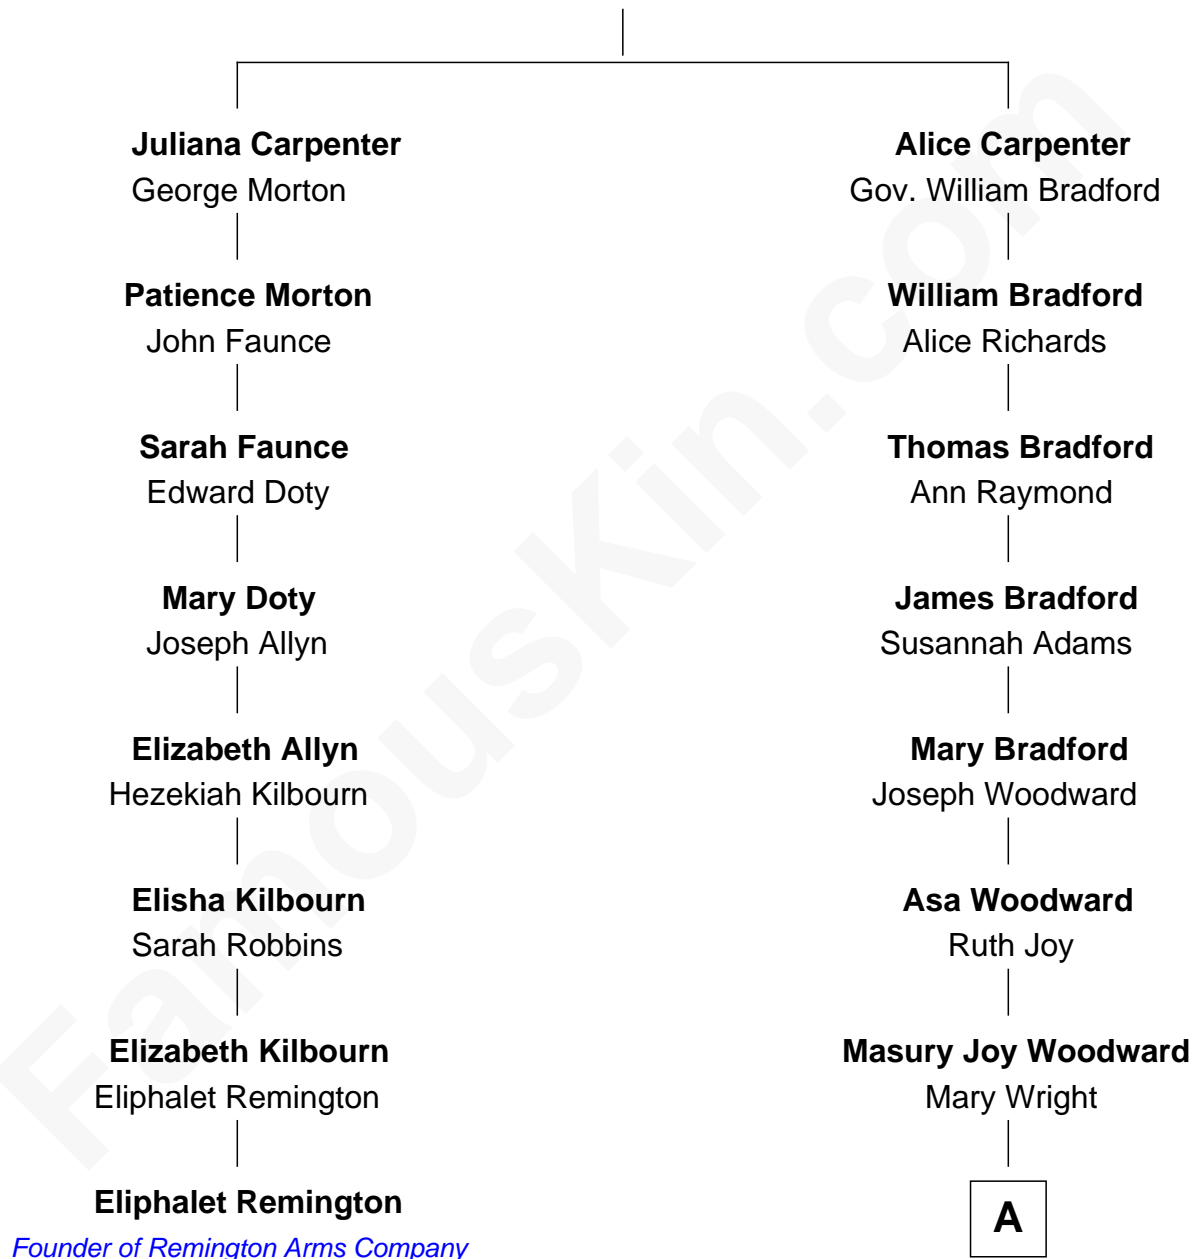 Juliana Carpenter
George Morton
Alice Carpenter
Gov. William Bradford
Patience Morton
John Faunce
William Bradford
Alice Richards
Sarah Faunce
Edward Doty
Thomas Bradford
Ann Raymond
Mary Doty
Joseph Allyn
James Bradford
Susannah Adams
Elizabeth Allyn
Hezekiah Kilbourn
Mary Bradford
Joseph Woodward
Elisha Kilbourn
Sarah Robbins
Asa Woodward
Ruth Joy
Elizabeth Kilbourn
Eliphalet Remington
Masury Joy Woodward
Mary Wright
Eliphalet Remington
Founder of Remington Arms Company
A
FamousKin.com